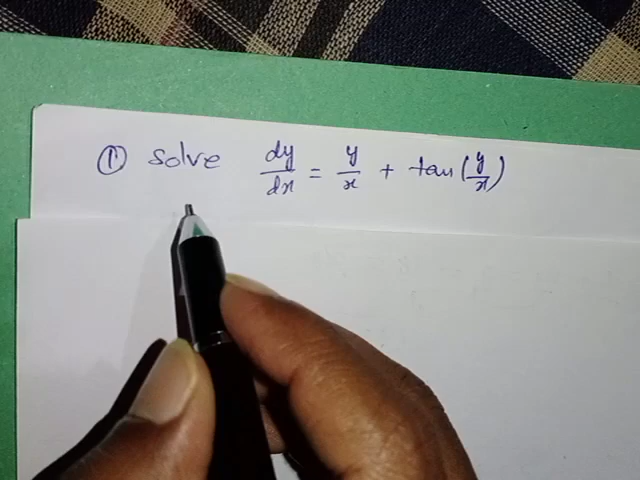 ① Solve dy/dx = y/x + tan(y/x)